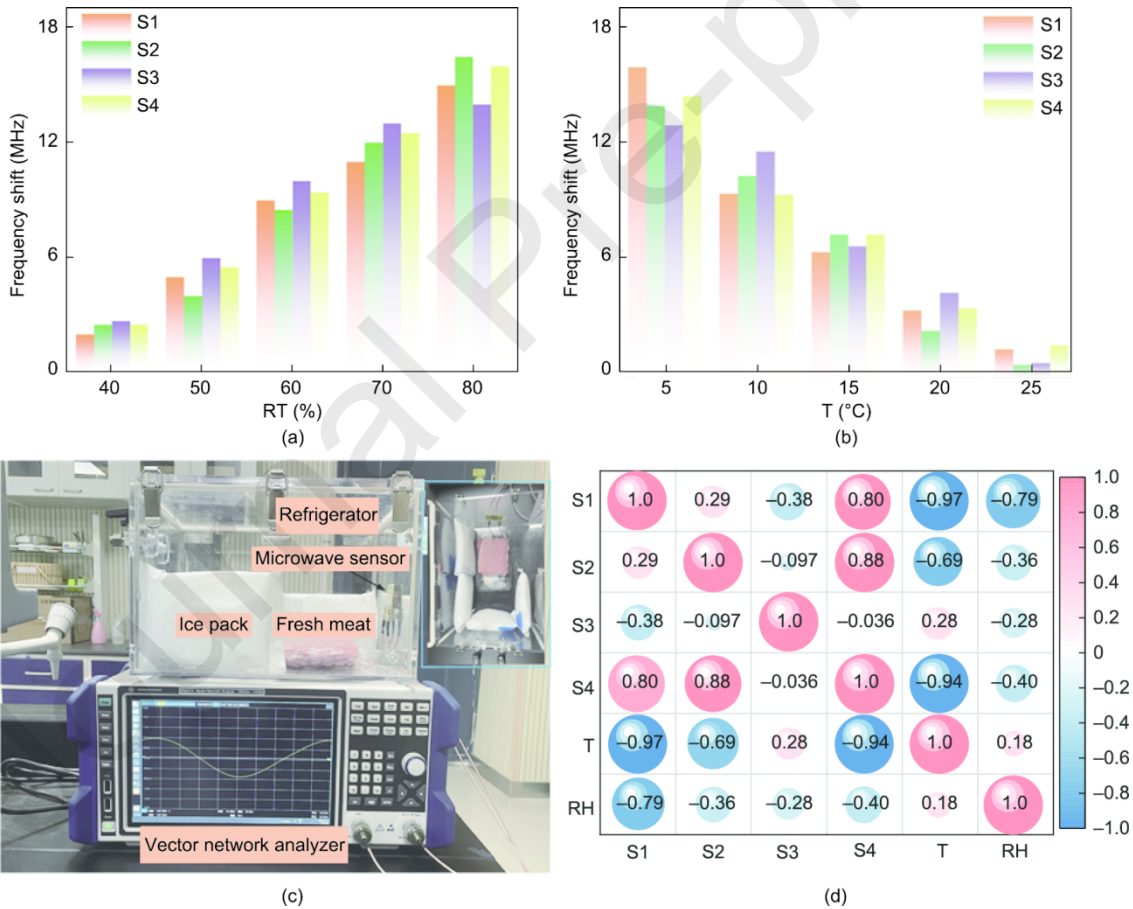 18
12
6
0
Frequency shift (MHz)
S1
S2
S3
S4
40 50 60 70 80
RT (%)
(a)
18
12
6
0
Frequency shift (MHz)
S1
S2
S3
S4
5 10 15 20 25
T (°C)
(b)
Refrigerator
Microwave sensor
Ice pack
Fresh meat
Vector network analyzer
(c)
S1 1.0 0.29 –0.38 0.80 –0.97 –0.79
S2 0.29 1.0 –0.097 0.88 –0.69 –0.36
S3 –0.38 –0.097 1.0 –0.036 0.28 –0.28
S4 0.80 0.88 –0.036 1.0 –0.94 –0.40
T –0.97 –0.69 0.28 –0.94 1.0 0.18
RH –0.79 –0.36 –0.28 –0.40 0.18 1.0
S1 S2 S3 S4 T RH
1.0
0.8
0.6
0.4
0.2
0
–0.2
–0.4
–0.6
–0.8
–1.0
(d)
urnal Pre-p